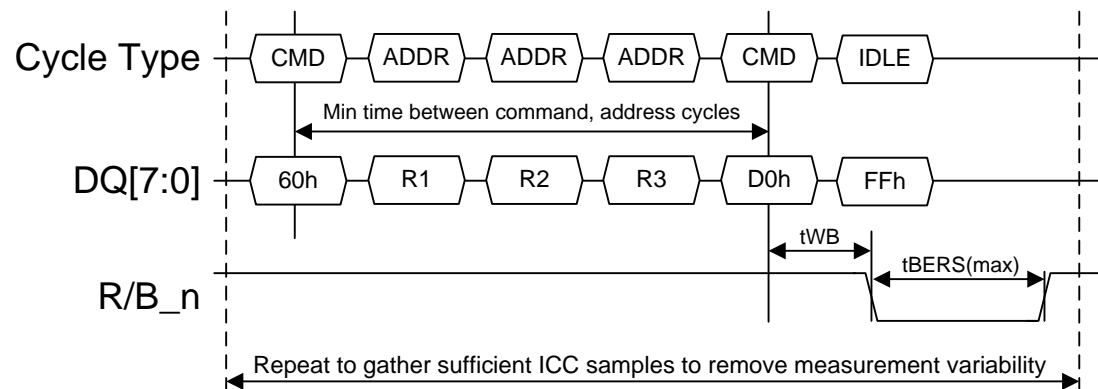 Cycle Type CMD ADDR ADDR ADDR CMD IDLE
Min time between command, address cycles
DQ[7:0] 60h R1 R2 R3 D0h FFh
tWB
tBERS(max)
R/B_n
Repeat to gather sufficient ICC samples to remove measurement variability